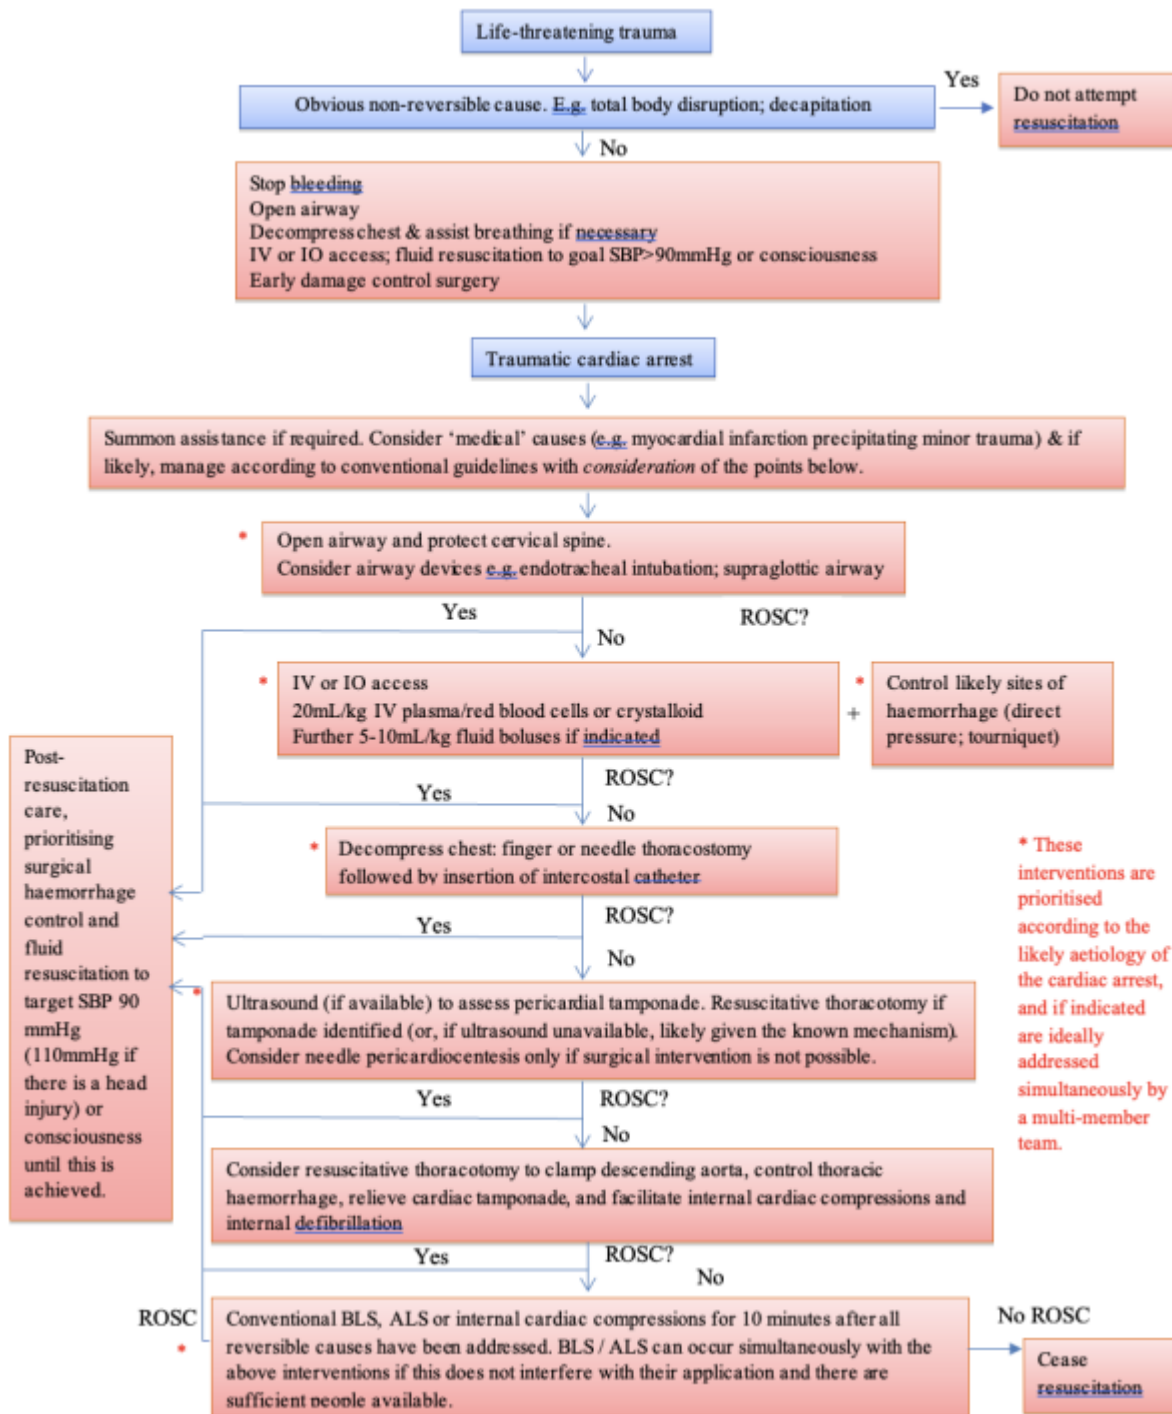 Life-threatening trauma
Obvious non-reversible cause. E.g. total body disruption; decapitation
Yes
Do not attempt
resuscitation
No
Stop bleeding
Open airway
Decompress chest & assist breathing if necessary
IV or IO access; fluid resuscitation to goal SBP>90mmHg or consciousness
Early damage control surgery
Traumatic cardiac arrest
Summon assistance if required. Consider ‘medical’ causes (e.g. myocardial infarction precipitating minor trauma) & if
likely, manage according to conventional guidelines with consideration of the points below.
* Open airway and protect cervical spine.
Consider airway devices e.g. endotracheal intubation; supraglottic airway
Yes
ROSC?
No
* IV or IO access
20mL/kg IV plasma/red blood cells or crystalloid
Further 5-10mL/kg fluid boluses if indicated
+
* Control likely sites of
haemorrhage (direct
pressure; tourniquet)
ROSC?
Yes
No
* Decompress chest: finger or needle thoracostomy
followed by insertion of intercostal catheter
ROSC?
Yes
No
* Ultrasound (if available) to assess pericardial tamponade. Resuscitative thoracotomy if
tamponade identified (or, if ultrasound unavailable, likely given the known mechanism).
Consider needle pericardiocentesis only if surgical intervention is not possible.
Yes
ROSC?
No
Consider resuscitative thoracotomy to clamp descending aorta, control thoracic
haemorrhage, relieve cardiac tamponade, and facilitate internal cardiac compressions and
internal defibrillation
Yes
ROSC?
No
ROSC
* Conventional BLS, ALS or internal cardiac compressions for 10 minutes after all
reversible causes have been addressed. BLS / ALS can occur simultaneously with the
above interventions if this does not interfere with their application and there are
sufficient people available.
No ROSC
Cease
resuscitation
Post-
resuscitation
care,
prioritising
surgical
haemorrhage
control and
fluid
resuscitation to
target SBP 90
mmHg
(110mmHg if
there is a head
injury) or
consciousness
until this is
achieved.
* These
interventions are
prioritised
according to the
likely aetiology of
the cardiac arrest,
and if indicated
are ideally
addressed
simultaneously by
a multi-member
team.